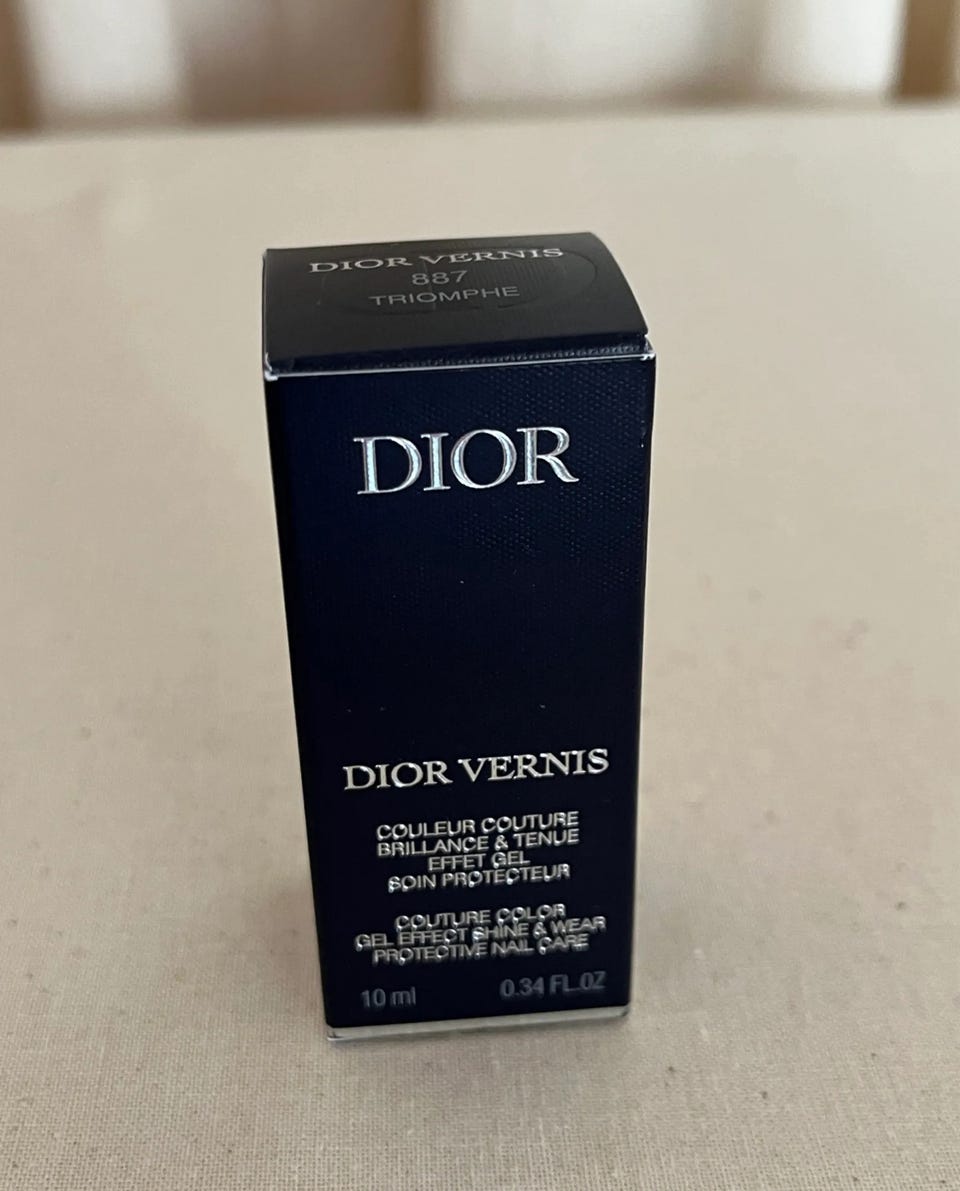 DIOR VERNIS
887
TRIOMPHE
DIOR
DIOR VERNIS
COULEUR COUTURE
BRILLANCE & TENUE
EFFET GEL
SOIN PROTECTEUR
COUTURE COLOR
GEL EFFECT SHINE & WEAR
PROTECTIVE NAIL CARE
10 ml 0.34 FL.OZ